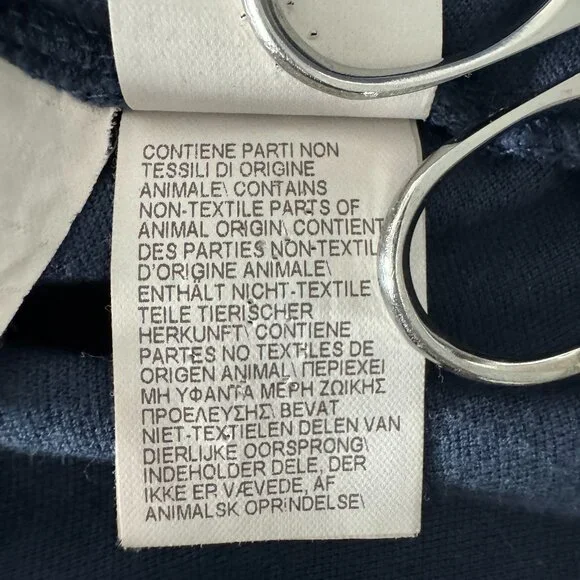 CONTIENE PARTI NON
TESSILI DI ORIGINE
ANIMALE\ CONTAINS
NON-TEXTILE PARTS OF
ANIMAL ORIGIN\ CONTIENT
DES PARTIES NON-TEXTIL
D'ORIGINE ANIMALE\
ENTHÄLT NICHT-TEXTILE
TEILE TIERISCHER
HERKUNFT\ CONTIENE
PARTES NO TEXTILES DE
ORIGEN ANIMAL\ ΠΕΡΙΕΧΕΙ
ΜΗ ΥΦΑΝΤΑ ΜΕΡΗ ΖΩΙΚΗΣ
ΠΡΟΕΛΕΥΣΗΣ\ BEVAT
NIET-TEXTIELEN DELEN VAN
DIERLIJKE OORSPRONG\
INDEHOLDER DELE, DER
IKKE ER VÆVEDE, AF
ANIMALSK OPRINDELSE\